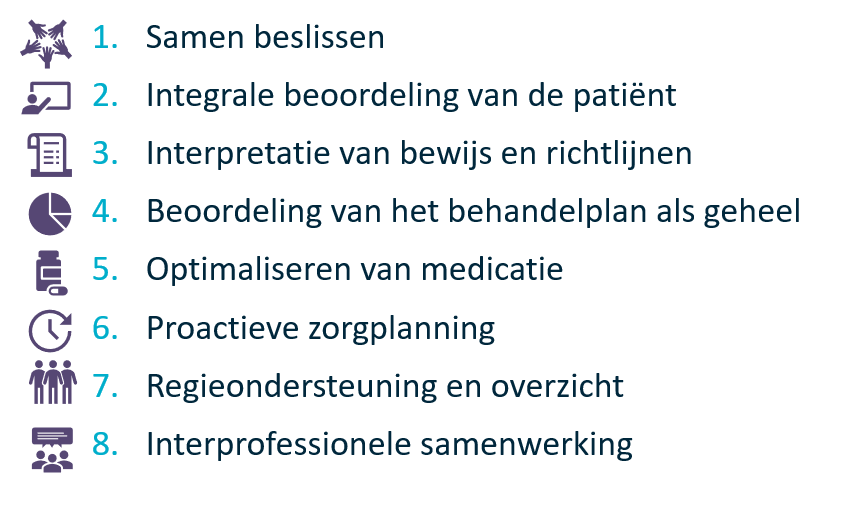 1. Samen beslissen
2. Integrale beoordeling van de patiënt
3. Interpretatie van bewijs en richtlijnen
4. Beoordeling van het behandelplan als geheel
5. Optimaliseren van medicatie
6. Proactieve zorgplanning
7. Regieondersteuning en overzicht
8. Interprofessionele samenwerking